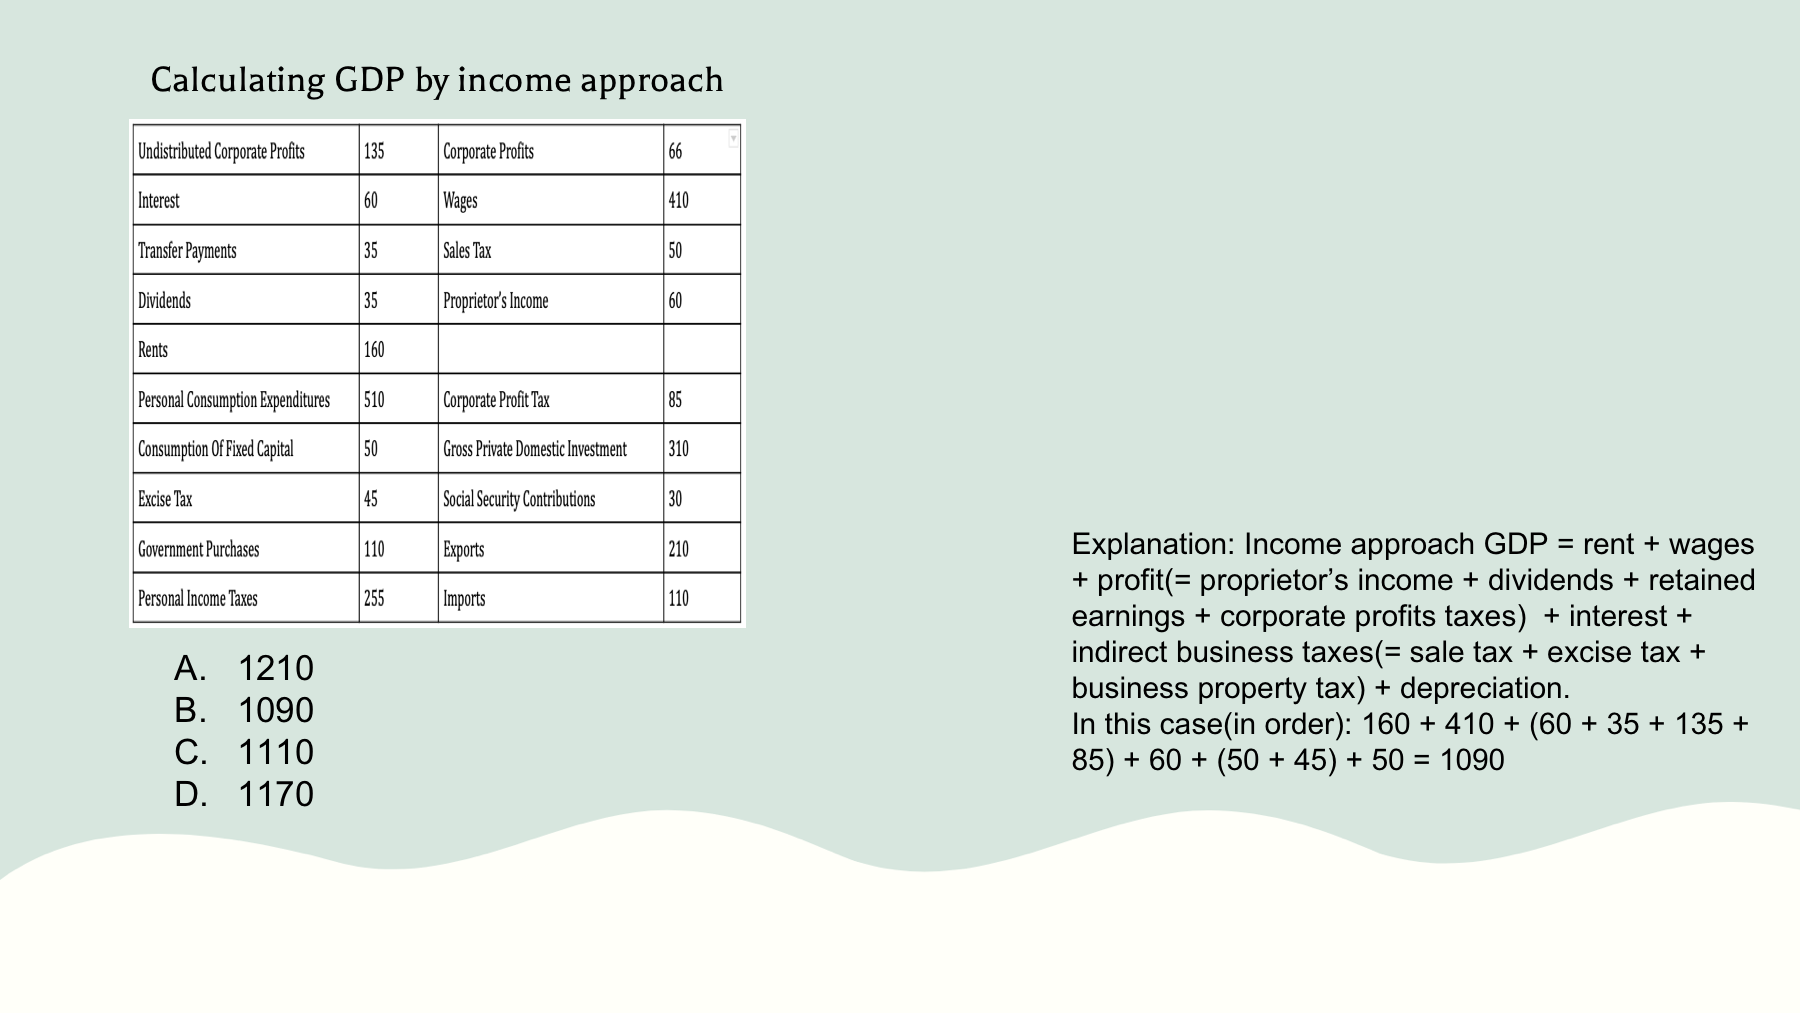 Calculating GDP by income approach
Undistributed Corporate Profits 135 Corporate Profits 66
Interest 60 Wages 410
Transfer Payments 35 Sales Tax 50
Dividends 35 Proprietor's Income 60
Rents 160
Personal Consumption Expenditures 510 Corporate Profit Tax 85
Consumption Of Fixed Capital 50 Gross Private Domestic Investment 310
Excise Tax 45 Social Security Contributions 30
Government Purchases 110 Exports 210
Personal Income Taxes 255 Imports 110
A. 1210
B. 1090
C. 1110
D. 1170
Explanation: Income approach GDP = rent + wages
+ profit(= proprietor's income + dividends + retained
earnings + corporate profits taxes)  + interest +
indirect business taxes(= sale tax + excise tax +
business property tax) + depreciation.
In this case(in order): 160 + 410 + (60 + 35 + 135 +
85) + 60 + (50 + 45) + 50 = 1090